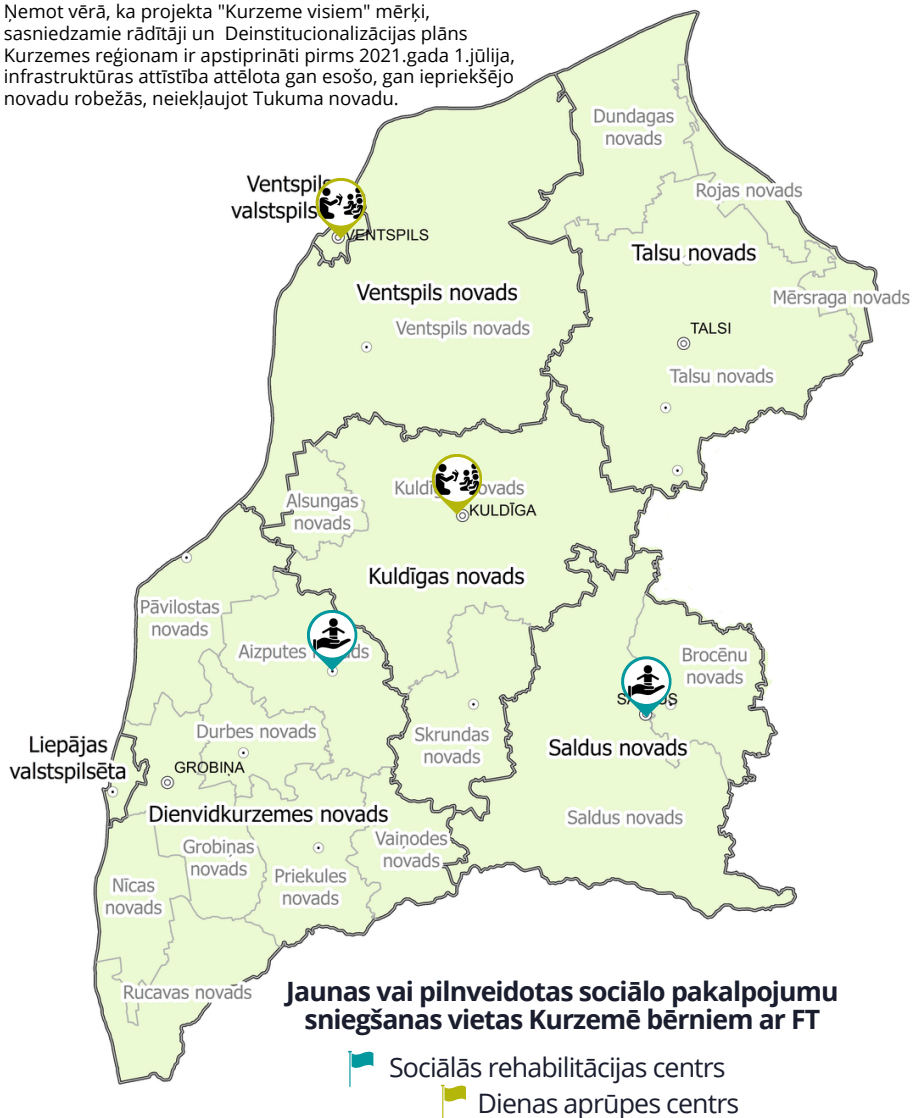 Ņemot vērā, ka projekta "Kurzeme visiem" mērķi,
sasniedzamie rādītāji un Deinstitucionalizācijas plāns
Kurzemes reģionam ir apstiprināti pirms 2021.gada 1.jūlija,
infrastruktūras attīstība attēlota gan esošo, gan iepriekšējo
novadu robežās, neiekļaujot Tukuma novadu.
Dundagas
novads
Ventspils
valstspils
VENTSPILS
Rojas novads
Talsu novads
Ventspils novads
Mērsraga novads
Ventspils novads
TALSI
Talsu novads
Alsungas
novads
novads
KULDĪGA
Kuldīgas novads
Pāvilostas
novads
Aizputes
Brocēnu
novads
Durbes novads
Skrundas
novads
Saldus novads
Liepājas
valstspilsēta
GROBIŅA
Dienvidkurzemes novads
Saldus novads
Grobiņas
novads
Vaiņodes
novads
Priekules
novads
Nīcas
novads
Rucavas novads
Jaunas vai pilnveidotas sociālo pakalpojumu
sniegšanas vietas Kurzemē bērniem ar FT
Sociālās rehabilitācijas centrs
Dienas aprūpes centrs